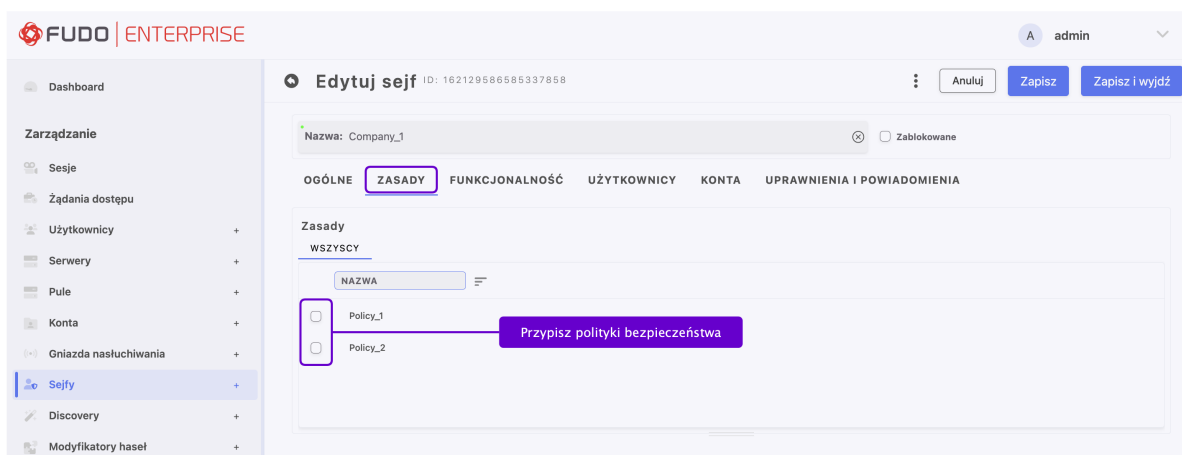 FUDO ENTERPRISE
A admin
Dashboard
Edytuj sejf ID: 162129586585337858
Anuluj
Zapisz
Zapisz i wyjdź
Zarządzanie
Nazwa: Company_1
Zablokowane
Sesje
OGÓLNE ZASADY FUNKCJONALNOŚĆ UŻYTKOWNICY KONTA UPRAWNIENIA I POWIADOMIENIA
Żądania dostępu
Użytkownicy +
Zasady
WSZYSCY
Serwery +
NAZWA
Pule +
Policy_1
Konta +
Przypisz polityki bezpieczeństwa
Policy_2
Gniazda nasłuchiwania +
Sejfy +
Discovery +
Modyfikatory haseł +